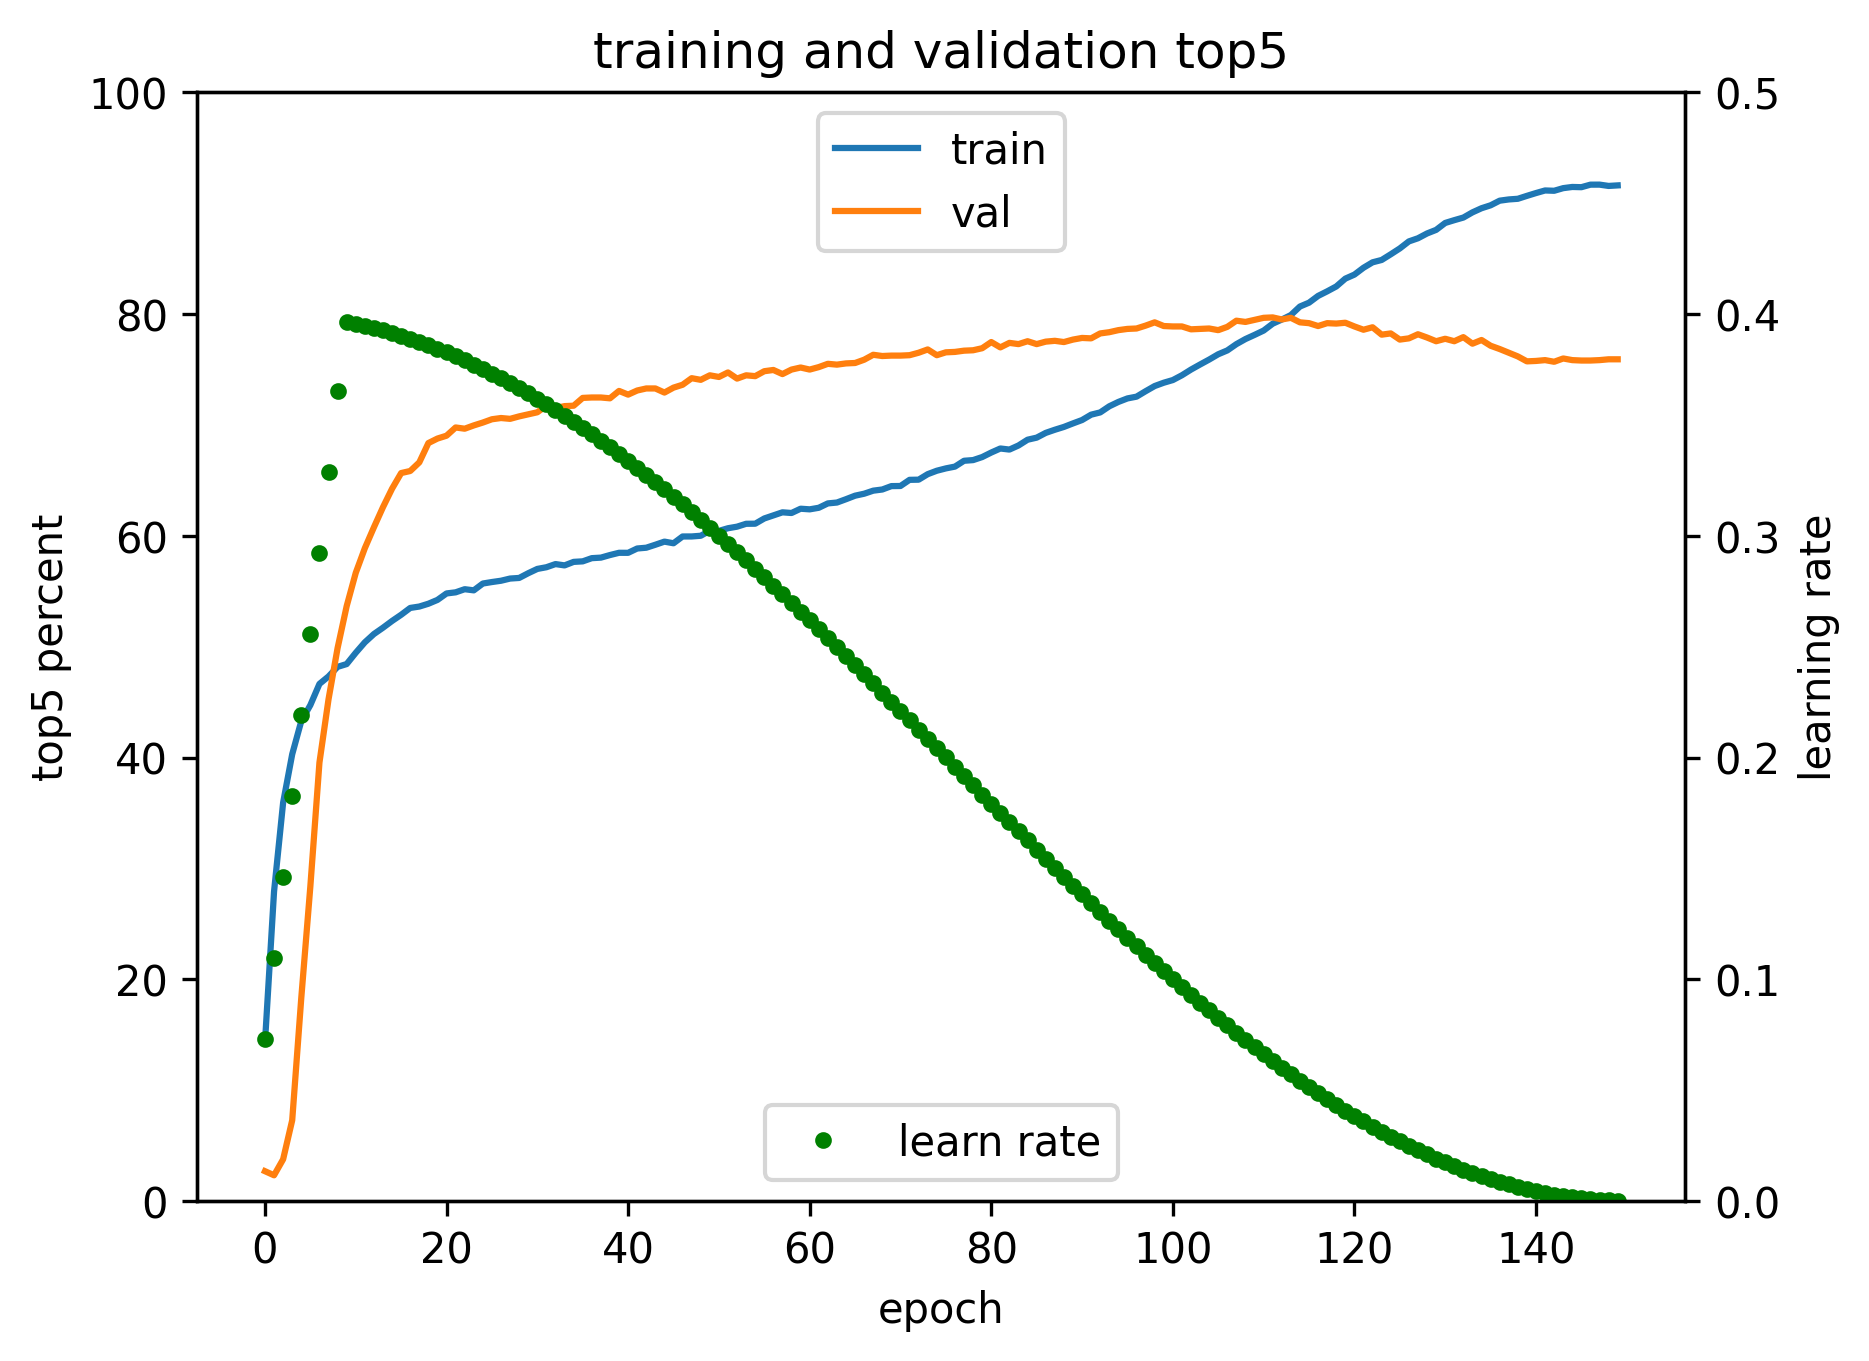 training and validation top5
train
val
learn rate
top5 percent
100
80
60
40
20
0
learning rate
0.5
0.4
0.3
0.2
0.1
0.0
0 20 40 60 80 100 120 140
epoch